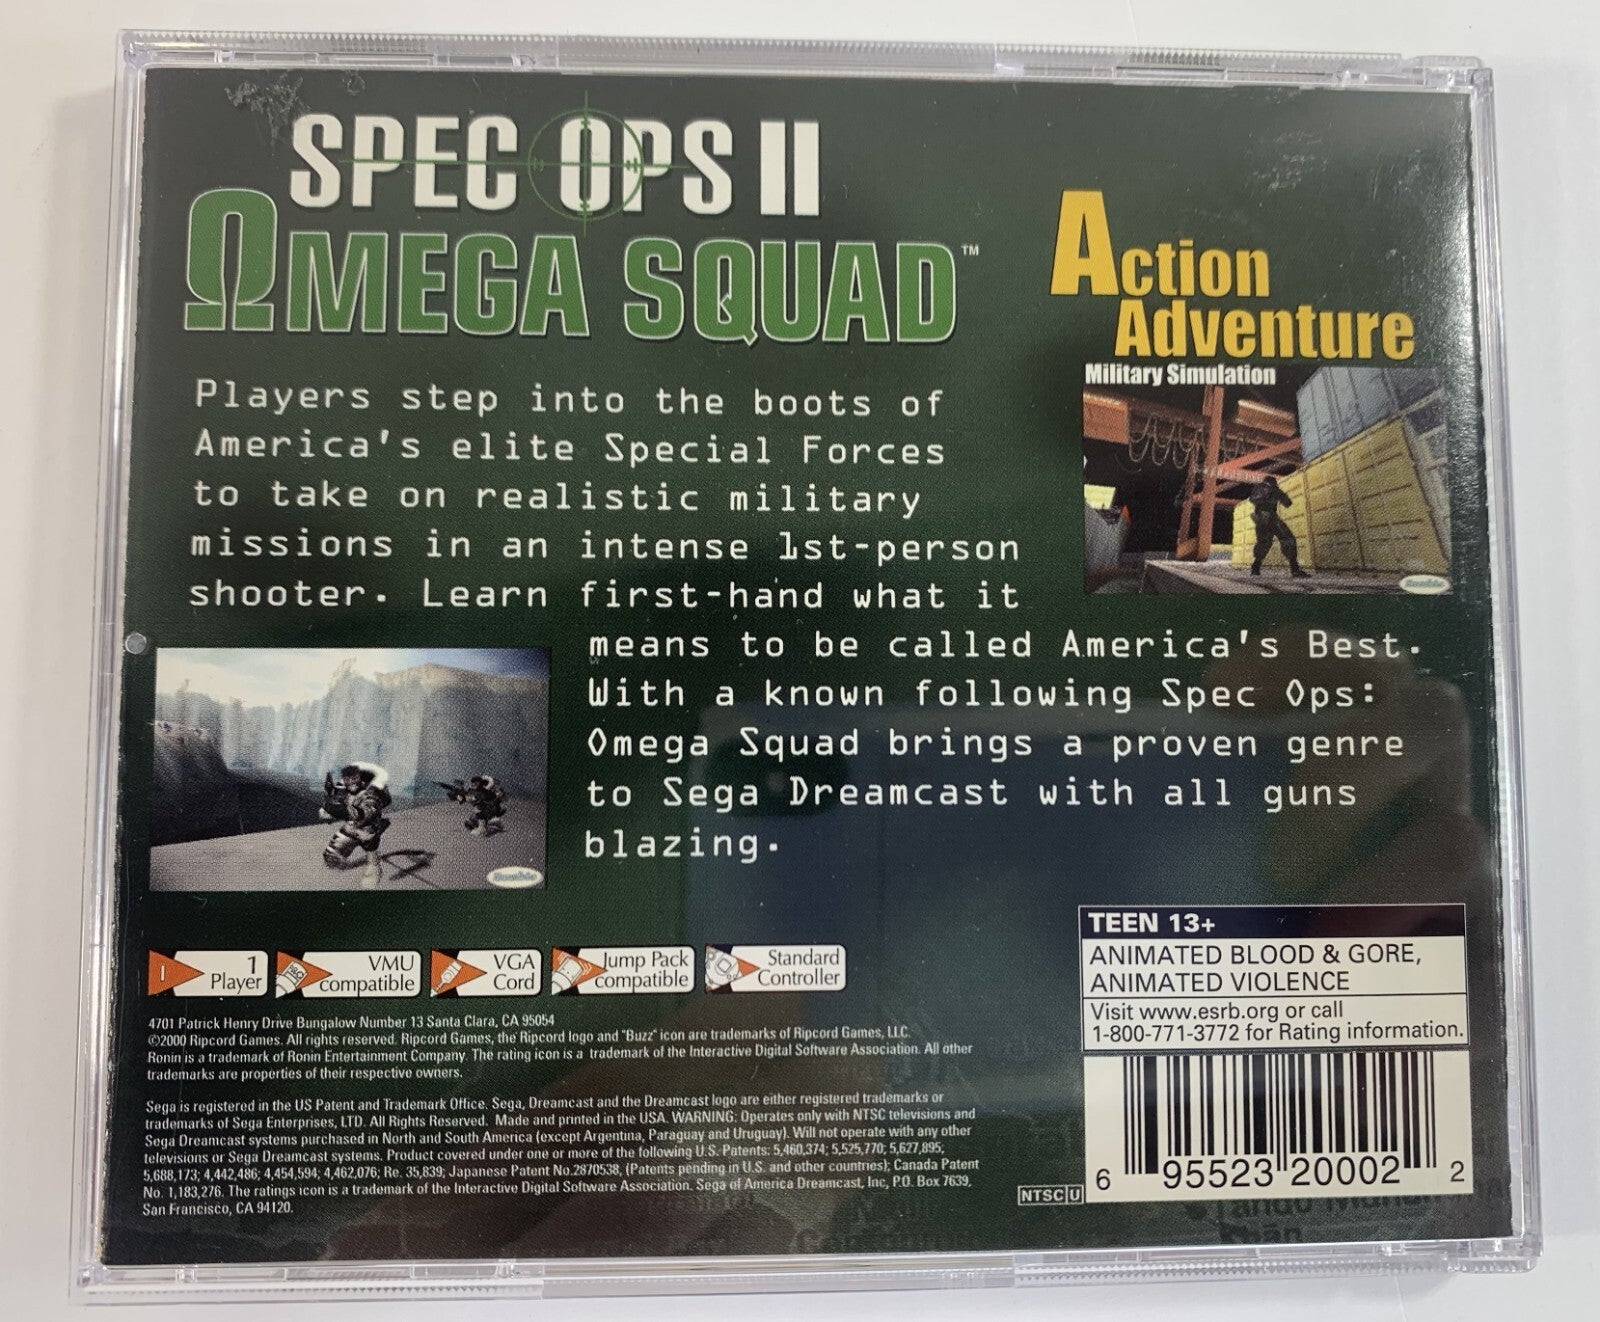 SPEC OPS II
ΩMEGA SQUAD™
Action
Adventure
Military Simulation
Players step into the boots of
America's elite Special Forces
to take on realistic military
missions in an intense 1st-person
shooter. Learn first-hand what it
means to be called America's Best.
With a known following Spec Ops:
Omega Squad brings a proven genre
to Sega Dreamcast with all guns
blazing.
1
1
Player
VMU
compatible
VGA
Cord
Jump Pack
compatible
Standard
Controller
TEEN 13+
ANIMATED BLOOD & GORE,
ANIMATED VIOLENCE
Visit www.esrb.org or call
1-800-771-3772 for Rating information.
4701 Patrick Henry Drive Bungalow Number 13 Santa Clara, CA 95054
©2000 Ripcord Games. All rights reserved. Ripcord Games, the Ripcord logo and "Buzz" icon are trademarks of Ripcord Games, LLC.
Ronin is a trademark of Ronin Entertainment Company. The rating icon is a trademark of the Interactive Digital Software Association. All other
trademarks are properties of their respective owners.
Sega is registered in the US Patent and Trademark Office. Sega, Dreamcast and the Dreamcast logo are either registered trademarks or
trademarks of Sega Enterprises, LTD. All Rights Reserved. Made and printed in the USA. WARNING: Operates only with NTSC televisions and
Sega Dreamcast systems purchased in North and South America (except Argentina, Paraguay and Uruguay). Will not operate with any other
televisions or Sega Dreamcast systems. Product covered under one or more of the following U.S. Patents: 5,460,374; 5,525,770; 5,627,895;
5,688,173; 4,442,486; 4,454,594; 4,462,076; Re. 35,839; Japanese Patent No.2870538, (Patents pending in U.S. and other countries); Canada Patent
No. 1,183,276. The ratings icon is a trademark of the Interactive Digital Software Association. Sega of America Dreamcast, Inc, P.O. Box 7639,
San Francisco, CA 94120.
NTSC U
6 95523 20002 2